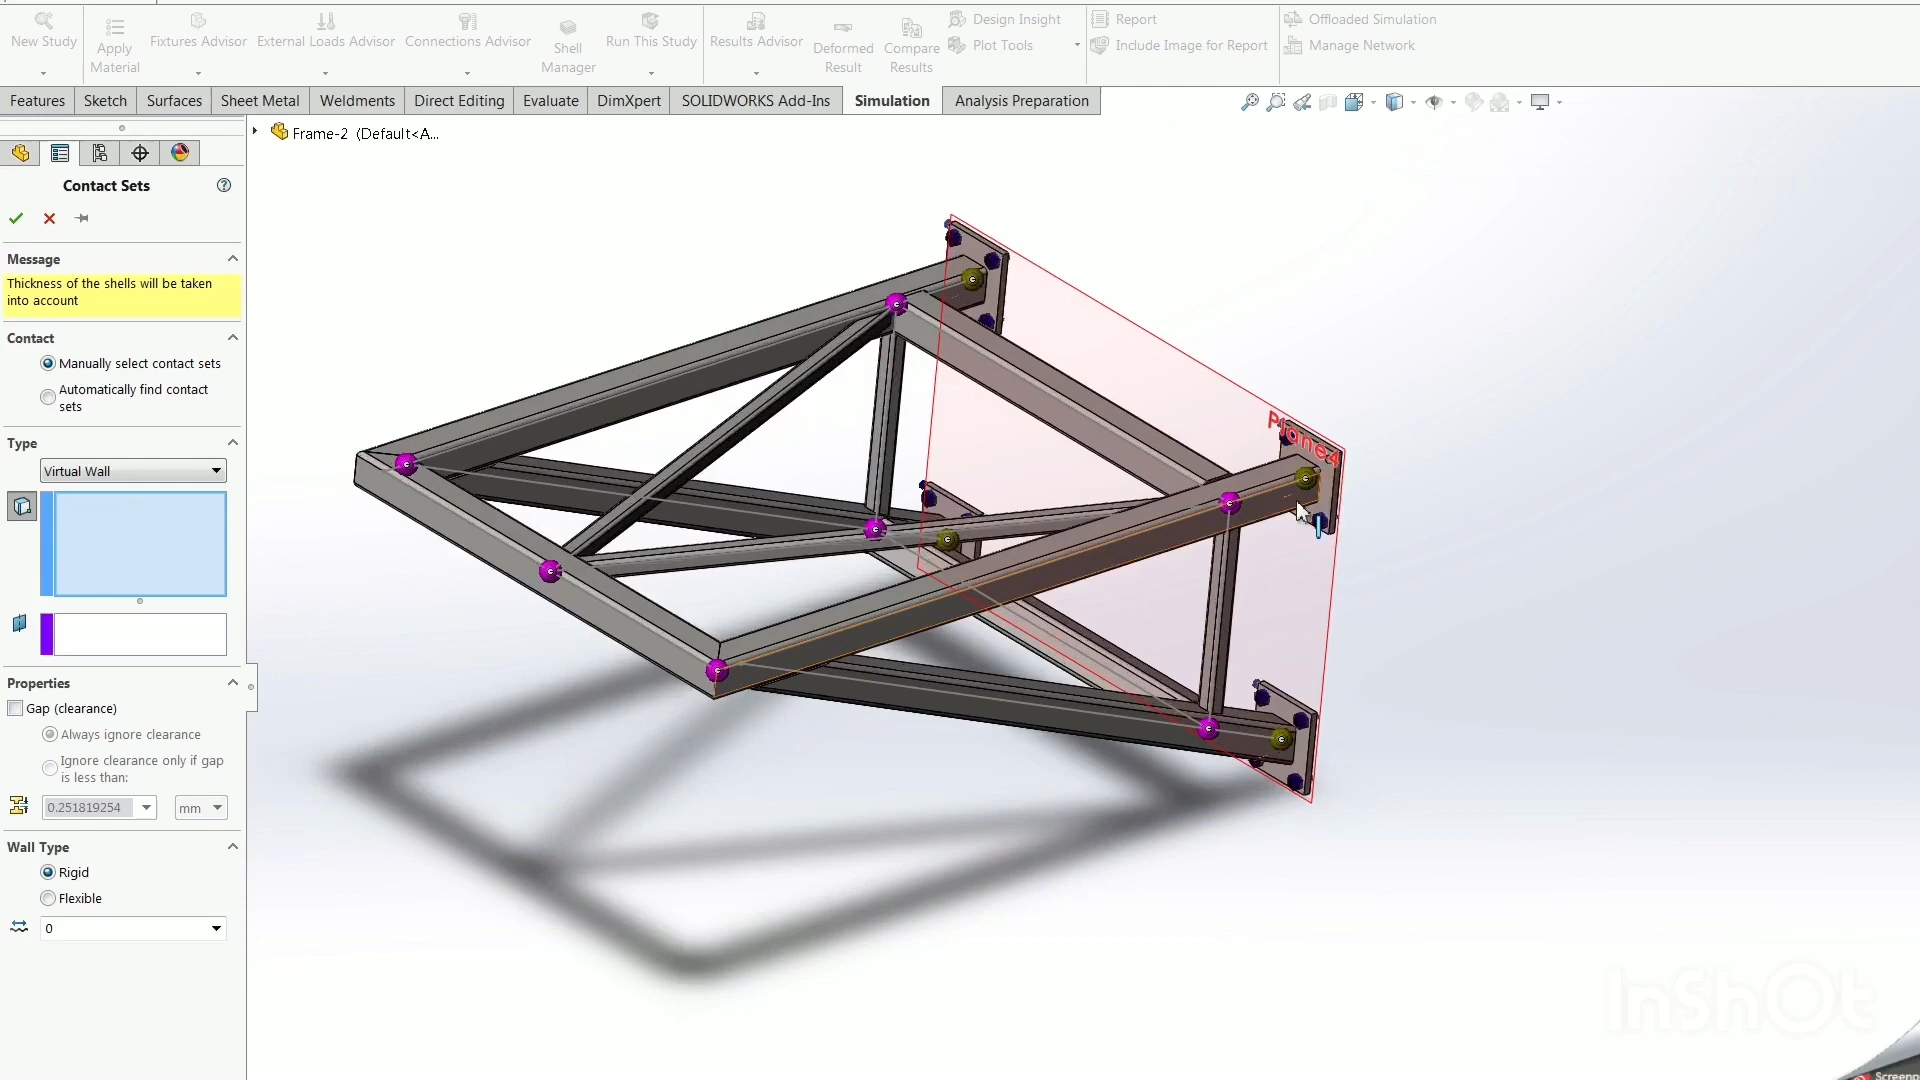 New Study
Apply Material
Fixtures Advisor
External Loads Advisor
Connections Advisor
Shell Manager
Run This Study
Results Advisor
Deformed Result
Compare Results
Design Insight
Plot Tools
Report
Include Image for Report
Offloaded Simulation
Manage Network
Features
Sketch
Surfaces
Sheet Metal
Weldments
Direct Editing
Evaluate
DimXpert
SOLIDWORKS Add-Ins
Simulation
Analysis Preparation
Frame-2 (Default<A...
Contact Sets
Message
Thickness of the shells will be taken
into account
Contact
Manually select contact sets
Automatically find contact
sets
Type
Virtual Wall
Properties
Gap (clearance)
Always ignore clearance
Ignore clearance only if gap
is less than:
0.251819254
mm
Wall Type
Rigid
Flexible
0
Plane4
InShOt